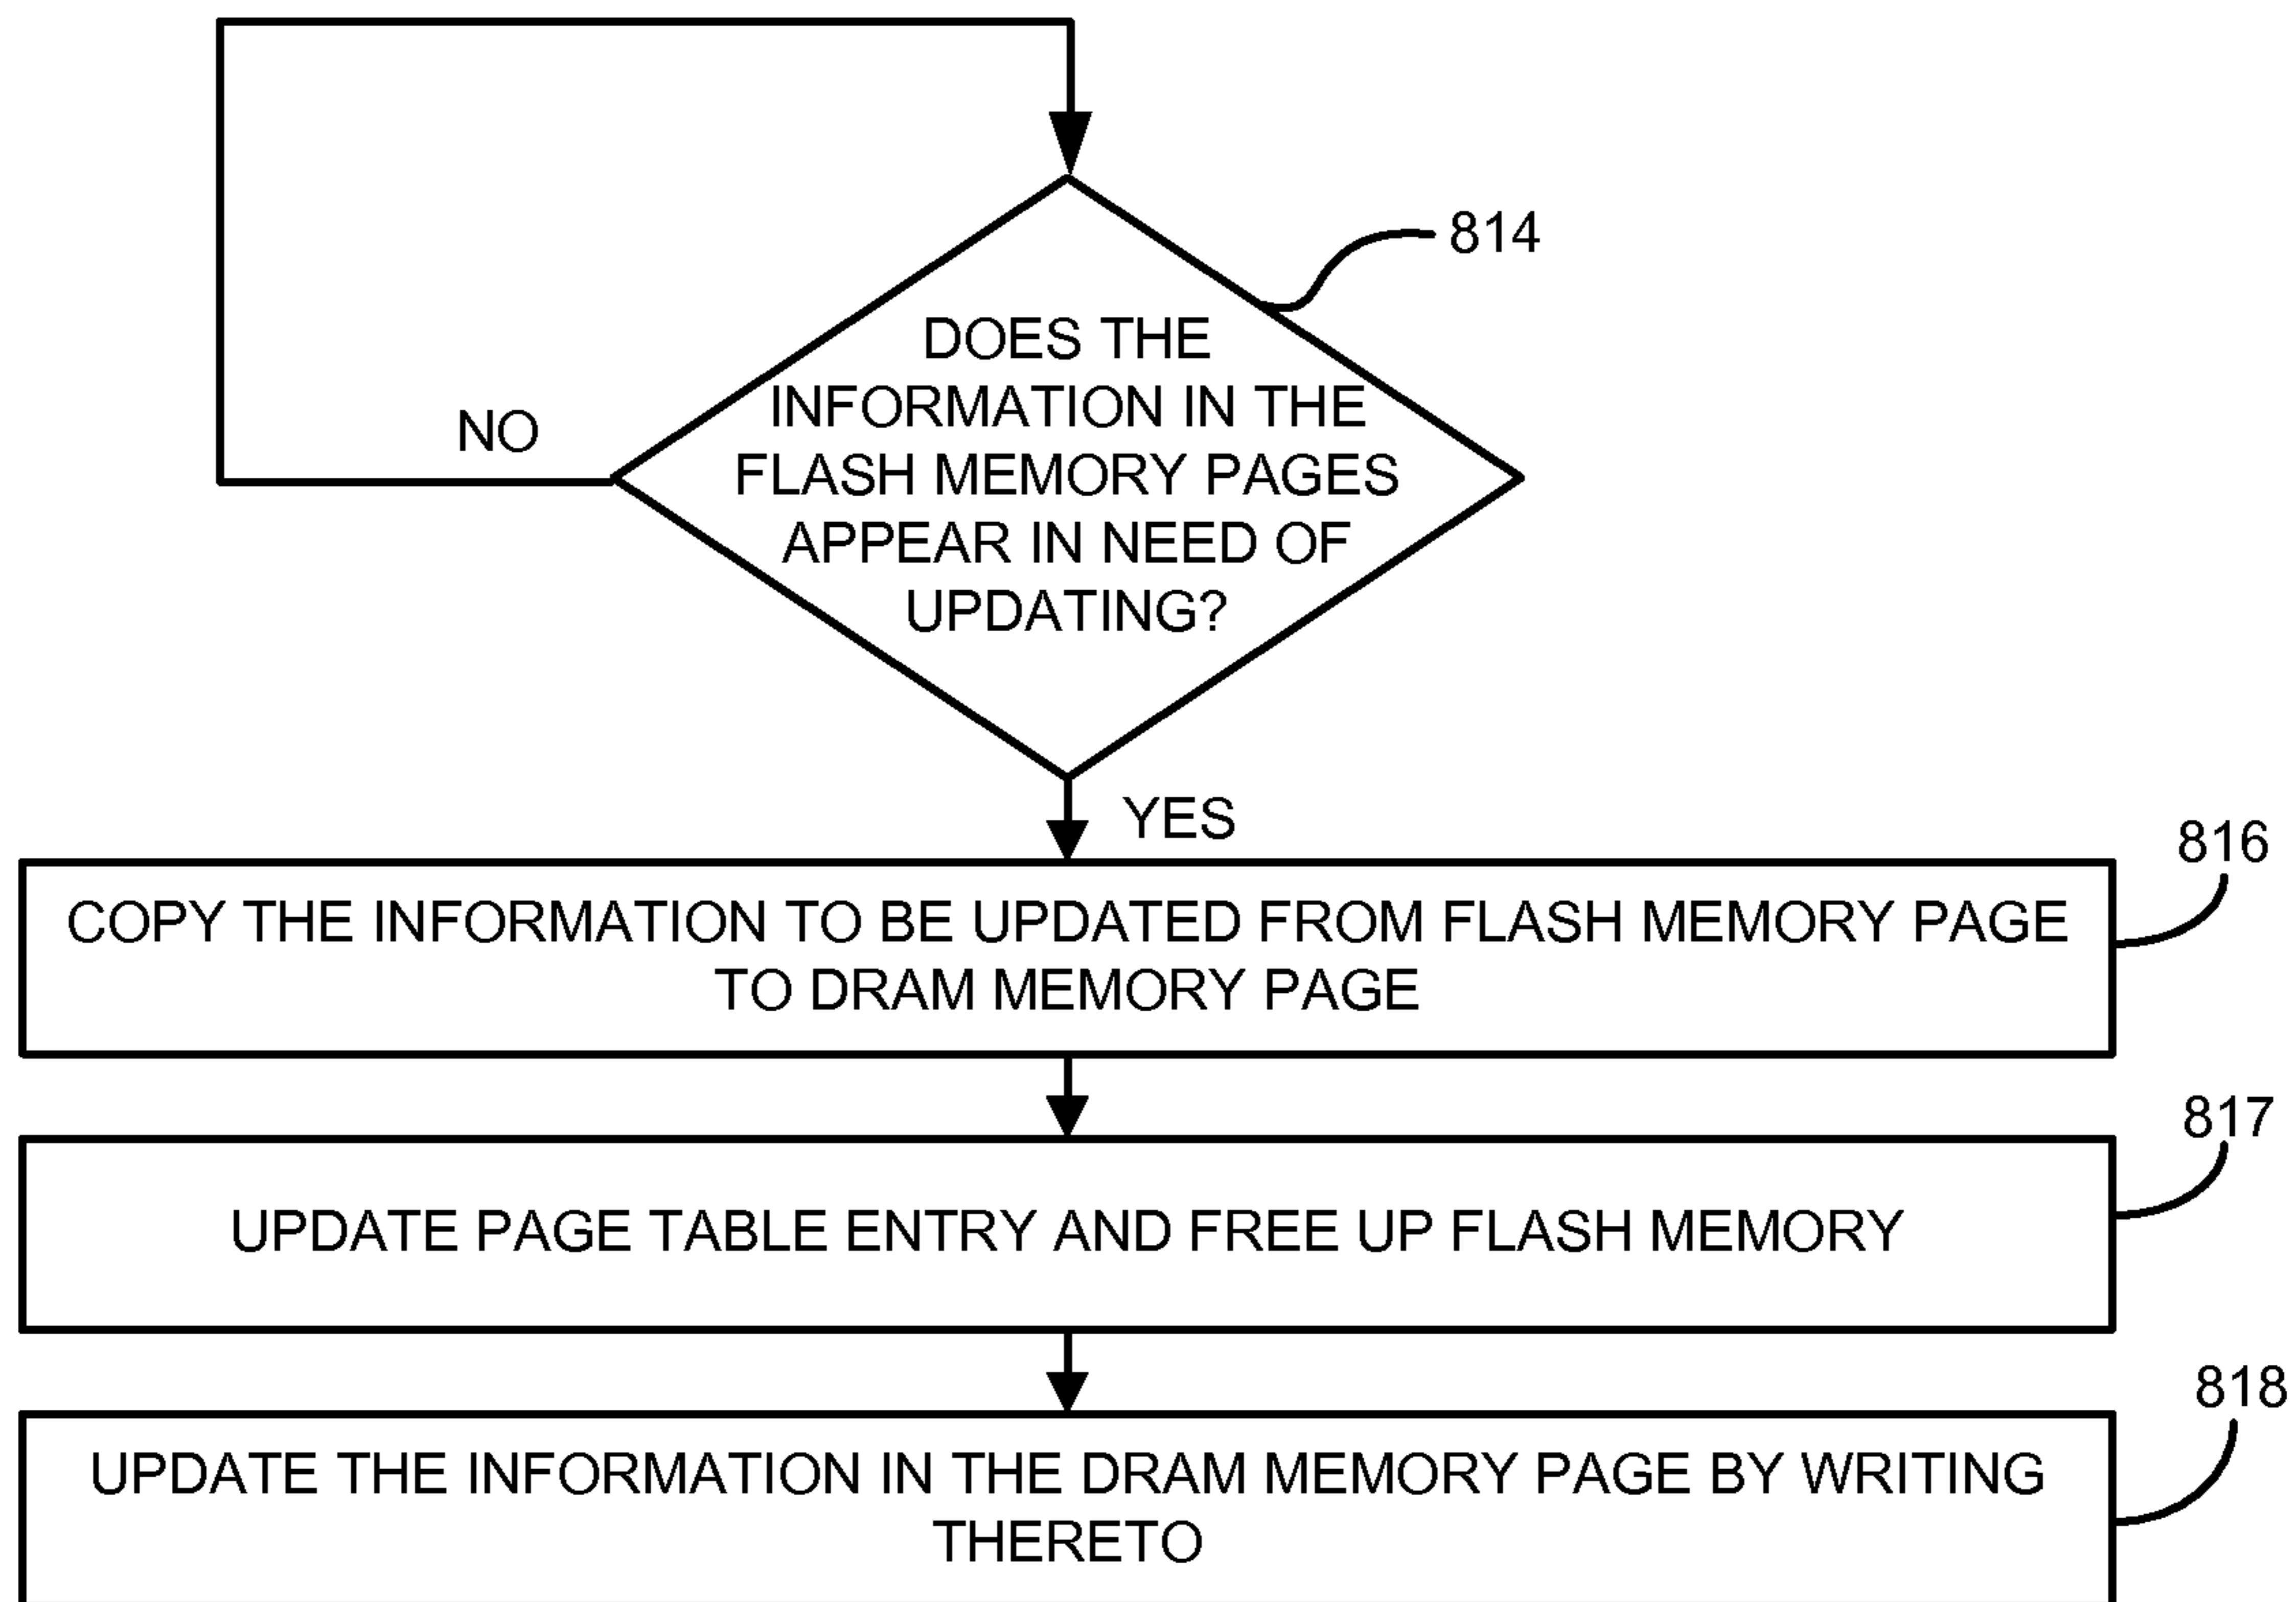 814
DOES THE
INFORMATION IN THE
FLASH MEMORY PAGES
APPEAR IN NEED OF
UPDATING?
NO
YES
816
COPY THE INFORMATION TO BE UPDATED FROM FLASH MEMORY PAGE
TO DRAM MEMORY PAGE
817
UPDATE PAGE TABLE ENTRY AND FREE UP FLASH MEMORY
818
UPDATE THE INFORMATION IN THE DRAM MEMORY PAGE BY WRITING
THERETO